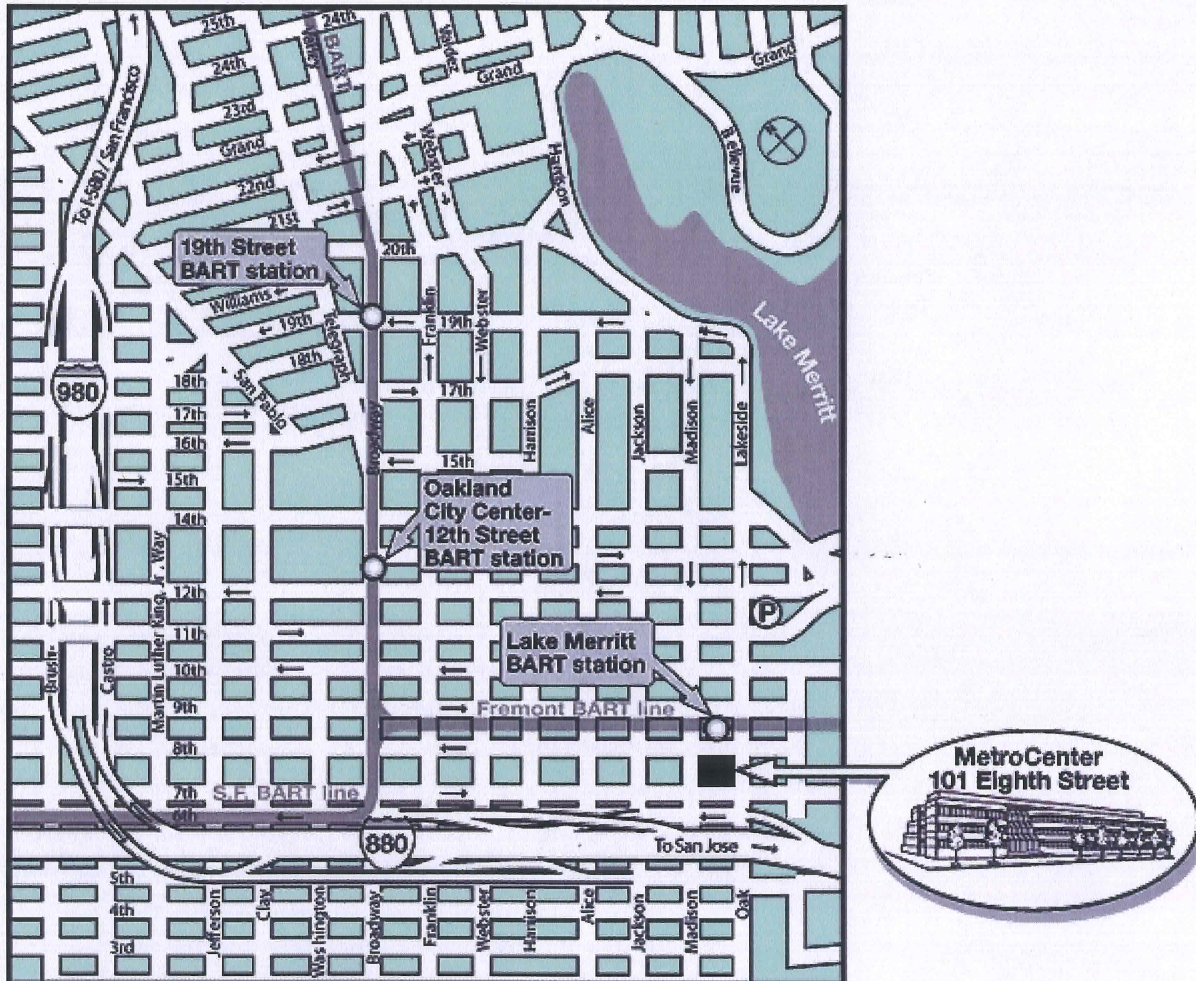 25th
24th
BART
Valdez
24th
Grand
Grand
To I-580 / San Francisco
23rd
Grand
Webster
Bellevue
22nd
Harrison
21st
20th
19th Street
BART station
Williams
19th
Telegraph
Franklin
19th
Webster
Lake Merritt
18th
980
18th
San Pablo
17th
17th
16th
Broadway
Harrison
Alice
Jackson
Madison
Lakeside
15th
15th
Oakland
City Center-
12th Street
BART station
14th
Martin Luther King, Jr. Way
12th
P
11th
Lake Merritt
BART station
Brush
Castro
10th
9th
Fremont BART line
8th
MetroCenter
101 Eighth Street
7th
S.F. BART line
6th
880
To San Jose
5th
4th
3rd
Jefferson
Clay
Washington
Broadway
Franklin
Webster
Harrison
Alice
Jackson
Madison
Oak